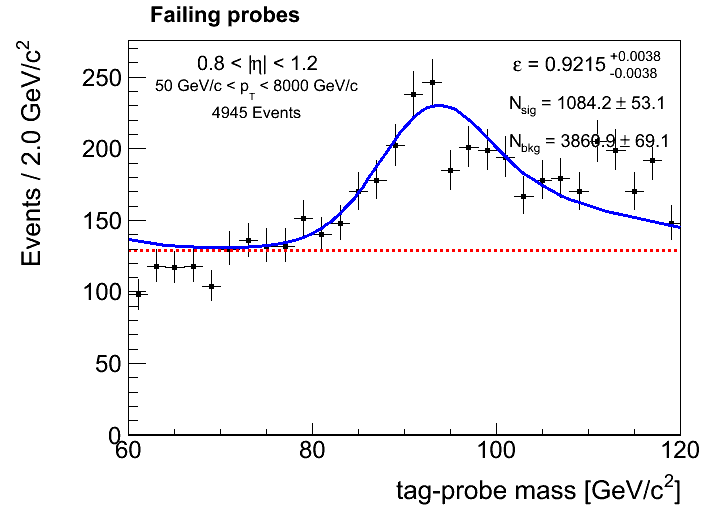 Failing probes
0.8 < |η| < 1.2
50 GeV/c < p_T < 8000 GeV/c
4945 Events
ε = 0.9215 +0.0038 -0.0038
N_sig = 1084.2 ± 53.1
N_bkg = 3860.9 ± 69.1
Events / 2.0 GeV/c²
250
200
150
100
50
0
60 80 100 120
tag-probe mass [GeV/c²]